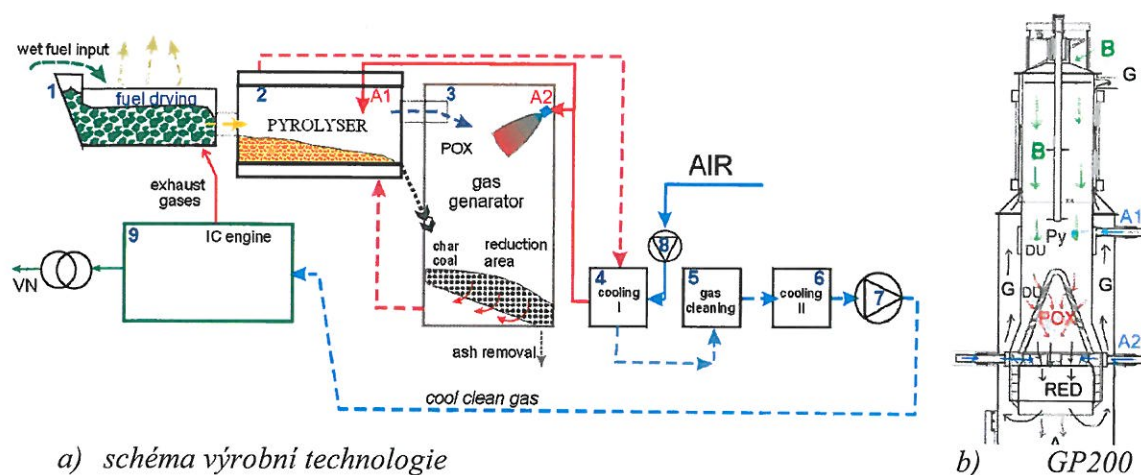 wet fuel input
1
fuel drying
2
A1
PYROLYSER
3
A2
POX
gas
genarator
AIR
8
exhaust
gases
9
IC engine
VN
char
coal
reduction
area
4
cooling
I
5
gas
cleaning
6
cooling
II
7
ash removal
cool clean gas
a) schéma výrobní technologie
B
G
B
A1
Py
DU
G
DU
G
POX
A2
RED
b) GP200